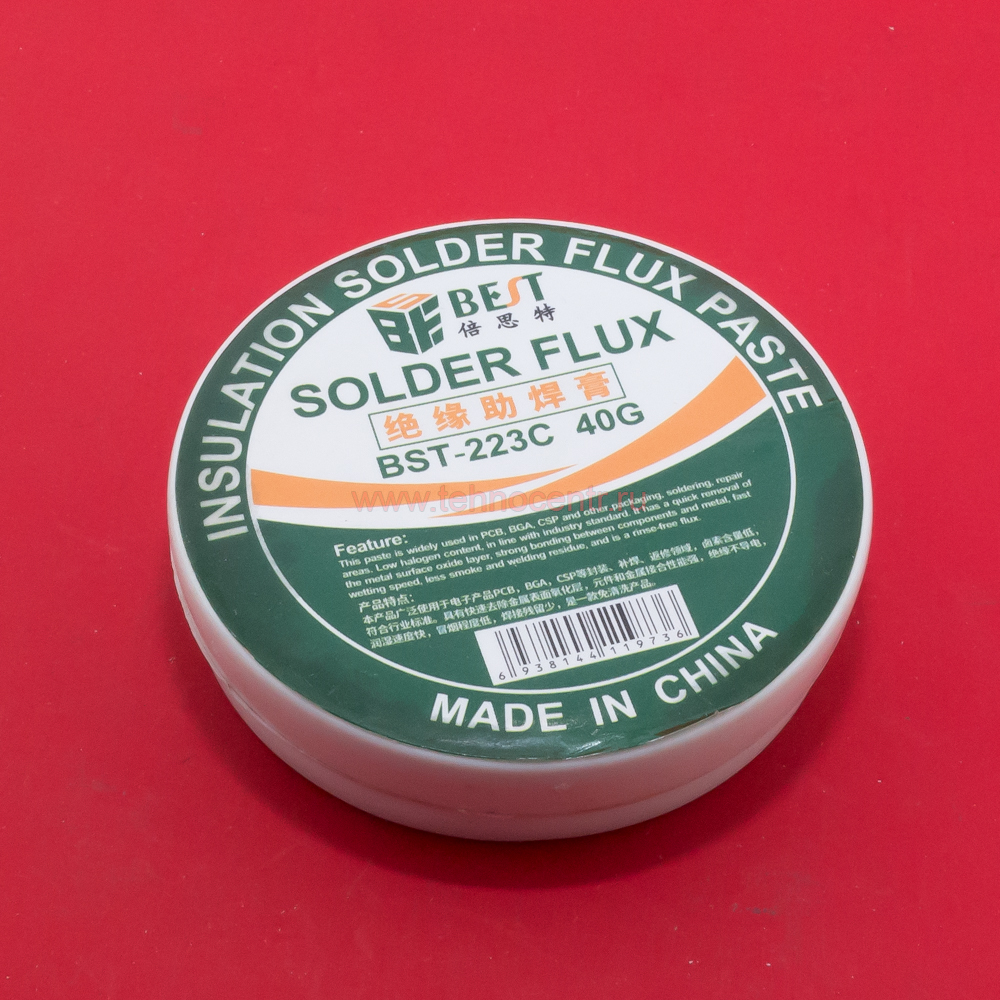 INSULATION SOLDER FLUX PASTE
BEST
倍思特
SOLDER FLUX
绝缘助焊膏
BST-223C 40G
www.tehnocentr.ru
Feature:
This paste is widely used in PCB, BGA, CSP and other packaging, soldering, repair
areas. Low halogen content, in line with industry standard. It has a quick removal of
the metal surface oxide layer, strong bonding between components and metal, fast
wetting speed, less smoke and welding residue, and is a rinse-free flux.
产品特点:
本产品广泛使用于电子产品PCB、BGA、CSP等封装、补焊、返修领域，卤素含量低，
符合行业标准。具有快速去除金属表面氧化层，元件和金属接合性能强，绝缘不导电，
润湿速度快，冒烟程度低，焊接残留少，是一款免清洗产品。
6938144119736
MADE IN CHINA